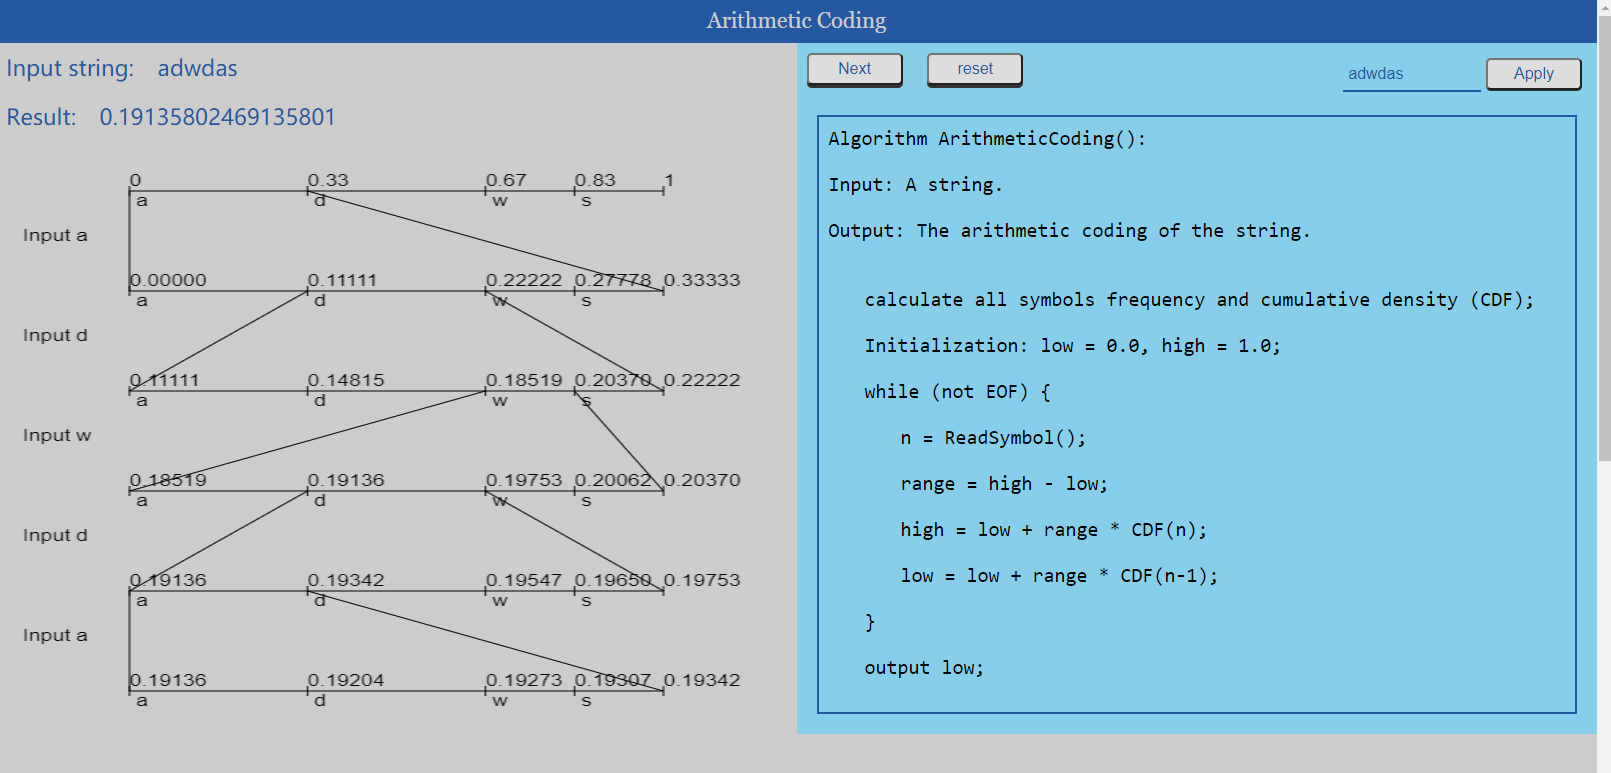 Arithmetic Coding
Input string: adwdas
Result: 0.19135802469135801
0 0.33 0.67 0.83 1
a d w s
Input a
0.00000 0.11111 0.22222 0.27778 0.33333
a d w s
Input d
0.11111 0.14815 0.18519 0.20370 0.22222
a d w s
Input w
0.18519 0.19136 0.19753 0.20062 0.20370
a d w s
Input d
0.19136 0.19342 0.19547 0.19650 0.19753
a d w s
Input a
0.19136 0.19204 0.19273 0.19307 0.19342
a d w s
Next reset adwdas Apply
Algorithm ArithmeticCoding():
Input: A string.
Output: The arithmetic coding of the string.
calculate all symbols frequency and cumulative density (CDF);
Initialization: low = 0.0, high = 1.0;
while (not EOF) {
n = ReadSymbol();
range = high - low;
high = low + range * CDF(n);
low = low + range * CDF(n-1);
}
output low;